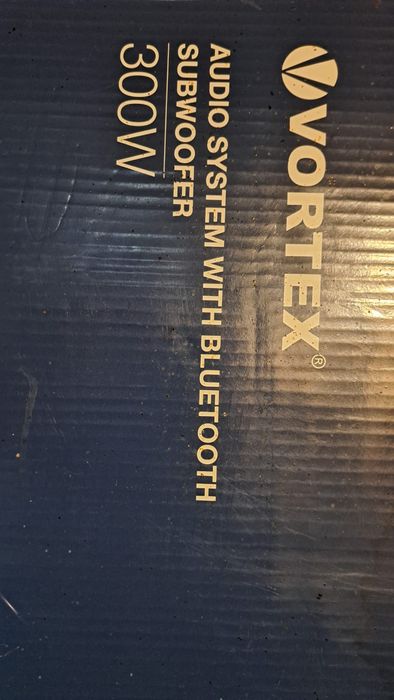 VORTEX®
AUDIO SYSTEM WITH BLUETOOTH
SUBWOOFER
300W